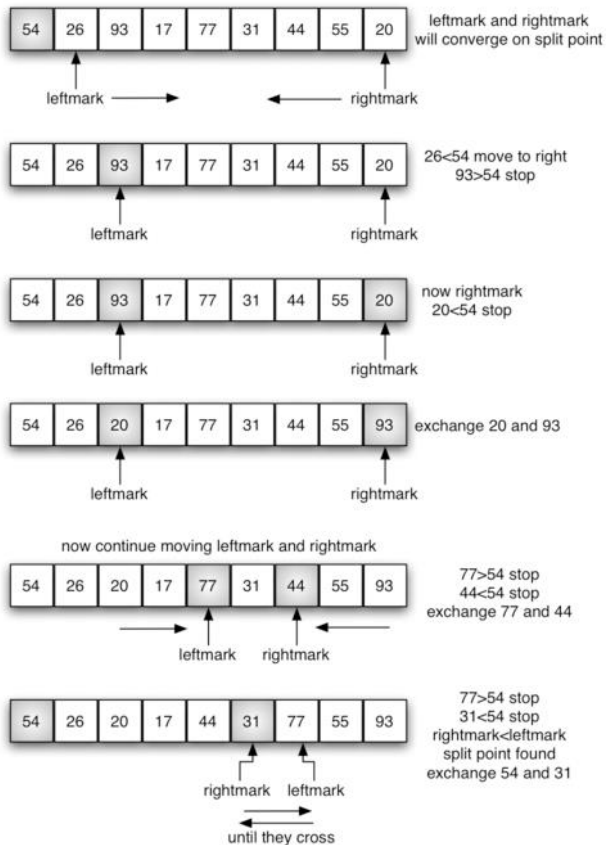 54 26 93 17 77 31 44 55 20
leftmark and rightmark
will converge on split point
leftmark rightmark
54 26 93 17 77 31 44 55 20
26<54 move to right
93>54 stop
leftmark rightmark
54 26 93 17 77 31 44 55 20
now rightmark
20<54 stop
leftmark rightmark
54 26 20 17 77 31 44 55 93
exchange 20 and 93
leftmark rightmark
now continue moving leftmark and rightmark
54 26 20 17 77 31 44 55 93
77>54 stop
44<54 stop
exchange 77 and 44
leftmark rightmark
54 26 20 17 44 31 77 55 93
77>54 stop
31<54 stop
rightmark<leftmark
split point found
exchange 54 and 31
rightmark leftmark
until they cross